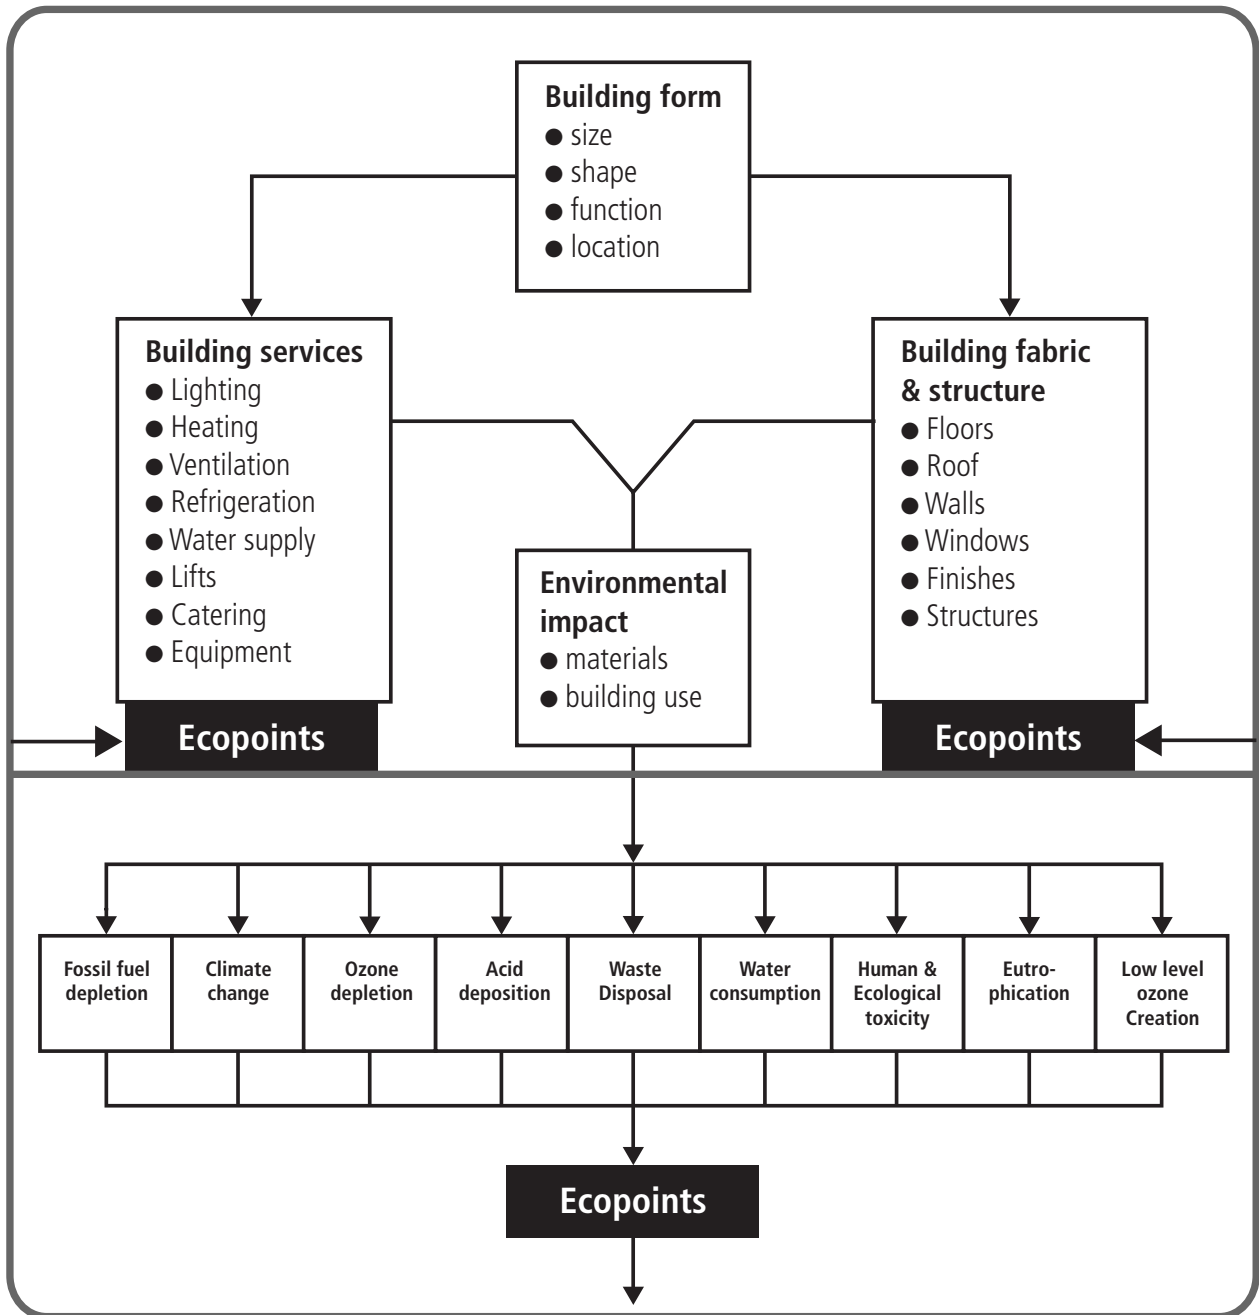 Building form
● size
● shape
● function
● location
Building services
● Lighting
● Heating
● Ventilation
● Refrigeration
● Water supply
● Lifts
● Catering
● Equipment
Ecopoints
Environmental
impact
● materials
● building use
Building fabric
& structure
● Floors
● Roof
● Walls
● Windows
● Finishes
● Structures
Ecopoints
Fossil fuel
depletion
Climate
change
Ozone
depletion
Acid
deposition
Waste
Disposal
Water
consumption
Human &
Ecological
toxicity
Eutro-
phication
Low level
ozone
Creation
Ecopoints